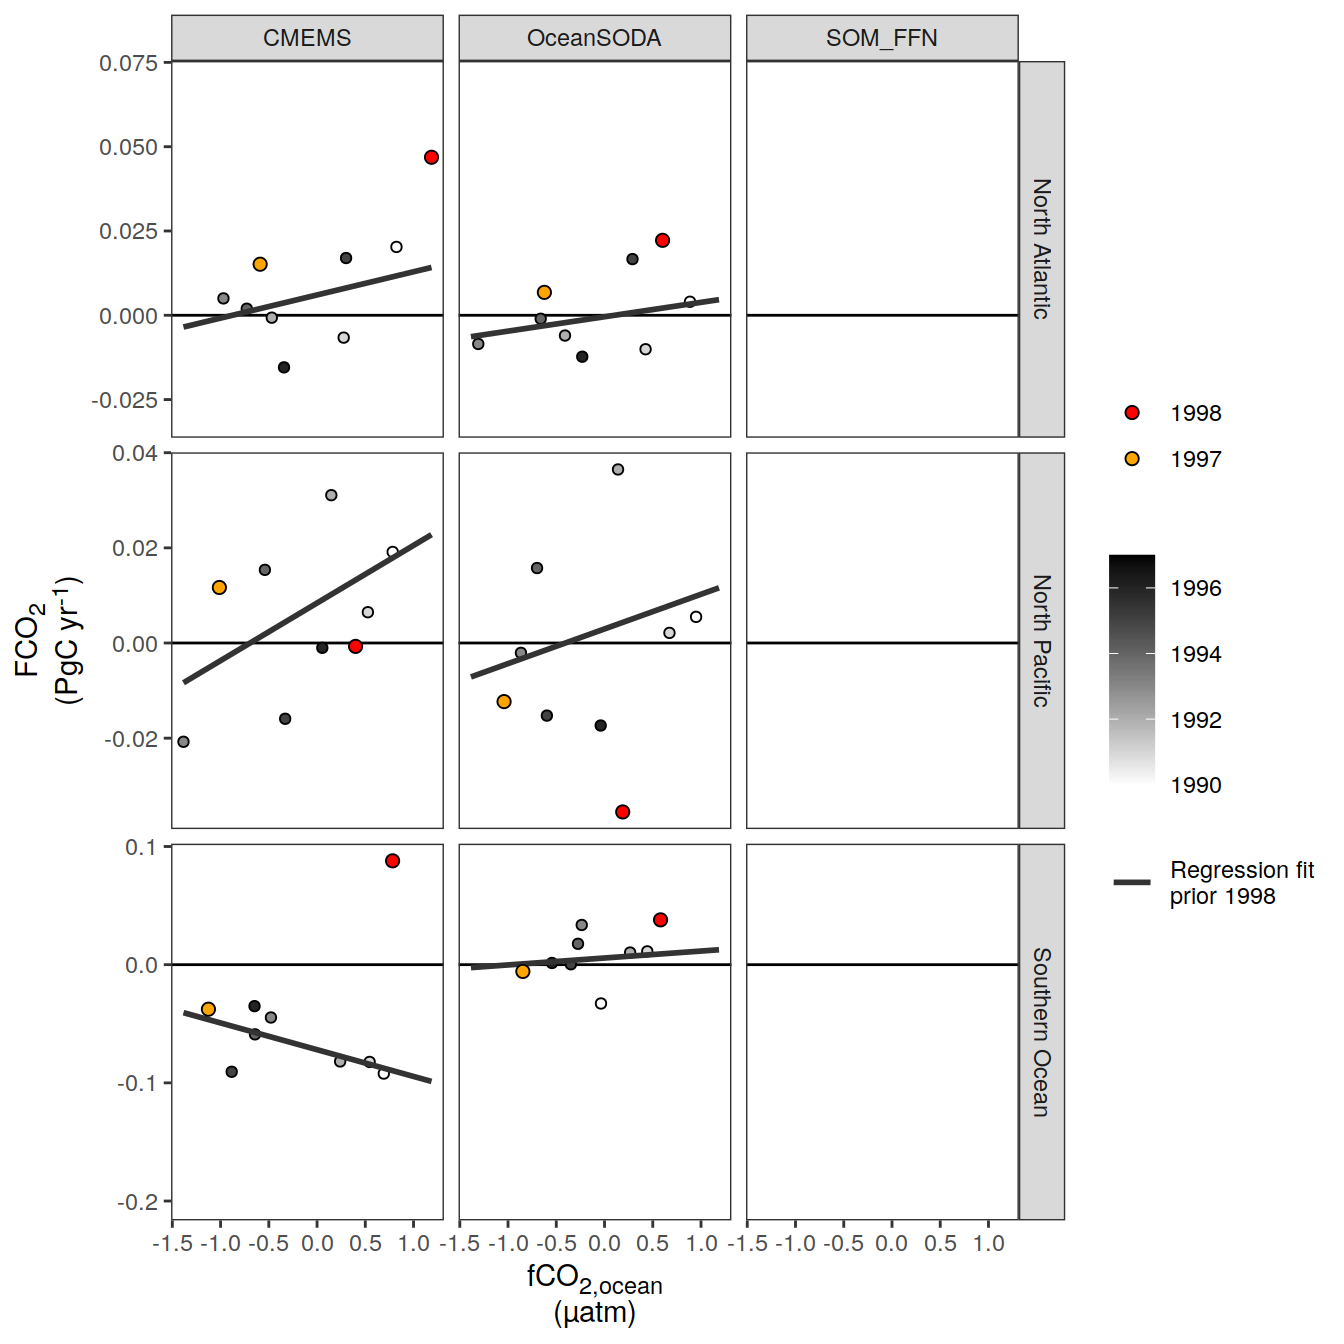 CMEMS OceanSODA SOM_FFN
0.075
0.050
0.025
0.000
-0.025
North Atlantic
0.04
0.02
0.00
-0.02
North Pacific
0.1
0.0
-0.1
-0.2
Southern Ocean
FCO2
(PgC yr-1)
-1.5 -1.0 -0.5 0.0 0.5 1.0 -1.5 -1.0 -0.5 0.0 0.5 1.0 -1.5 -1.0 -0.5 0.0 0.5 1.0
fCO2,ocean
(µatm)
1998
1997
1996
1994
1992
1990
Regression fit
prior 1998